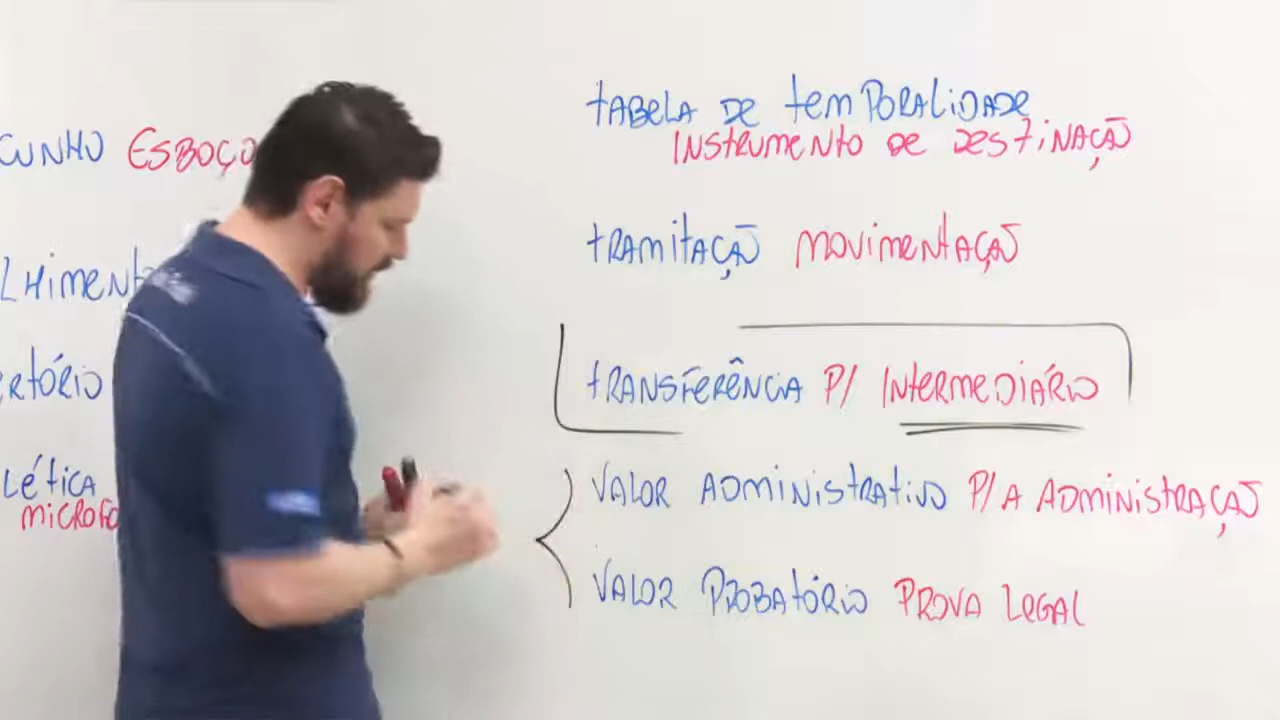 CUNHO ESBOÇO
LHIMENT
RTÓRIO
LÉTICA
MICROF
TABELA DE TEMPORALIDADE
INSTRUMENTO DE DESTINAÇÃO
TRAMITAÇÃO MOVIMENTAÇÃO
TRANSFERÊNCIA P/ INTERMEDIÁRIO
VALOR ADMINISTRATIVO P/A ADMINISTRAÇÃO
VALOR PROBATÓRIO PROVA LEGAL